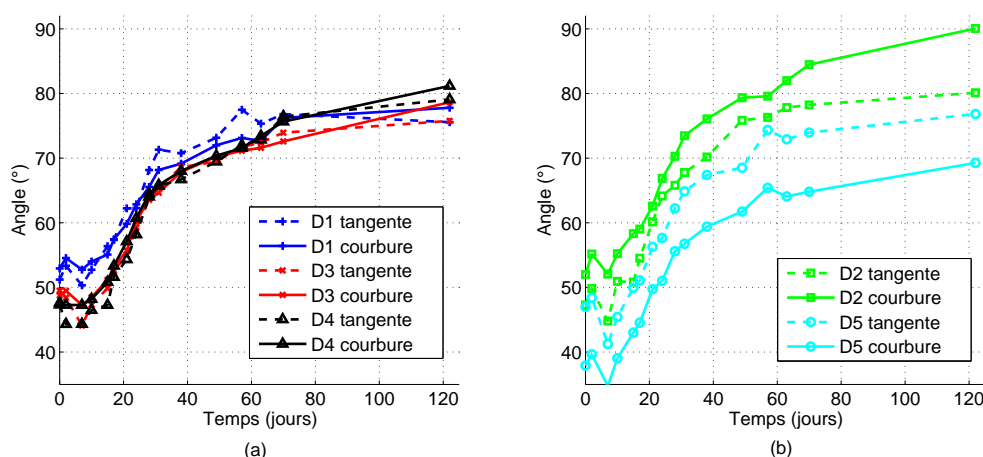 90
80
70
60
50
40
Angle (°)
0
20
40
60
80
100
120
Temps (jours)
D1 tangente
D1 courbure
D3 tangente
D3 courbure
D4 tangente
D4 courbure
(a)
90
80
70
60
50
40
Angle (°)
0
20
40
60
80
100
120
Temps (jours)
D2 tangente
D2 courbure
D5 tangente
D5 courbure
(b)